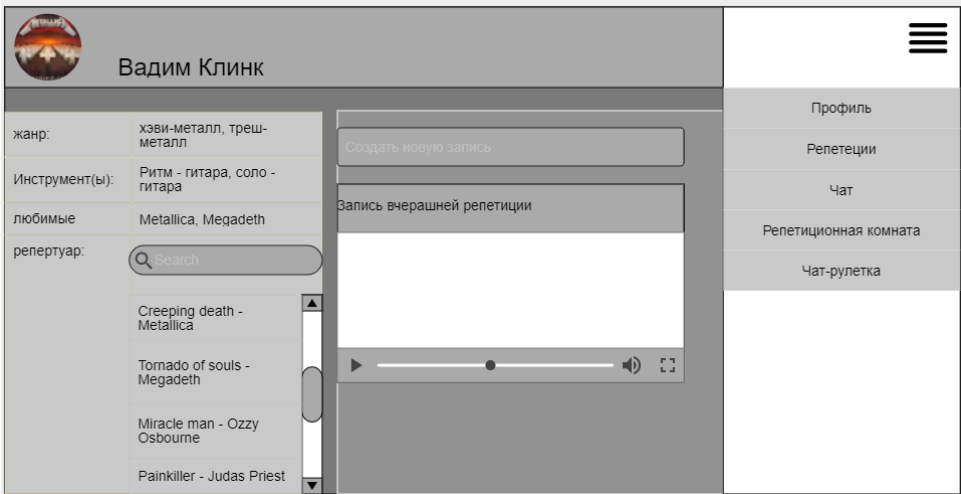 METALLICA
Вадим Клинк
жанр:
хэви-металл, треш-
металл
Инструмент(ы):
Ритм - гитара, соло -
гитара
любимые
Metallica, Megadeth
репертуар:
Search
Creeping death -
Metallica
Tornado of souls -
Megadeth
Miracle man - Ozzy
Osbourne
Painkiller - Judas Priest
Создать новую запись
Запись вчерашней репетиции
Профиль
Репетеции
Чат
Репетиционная комната
Чат-рулетка